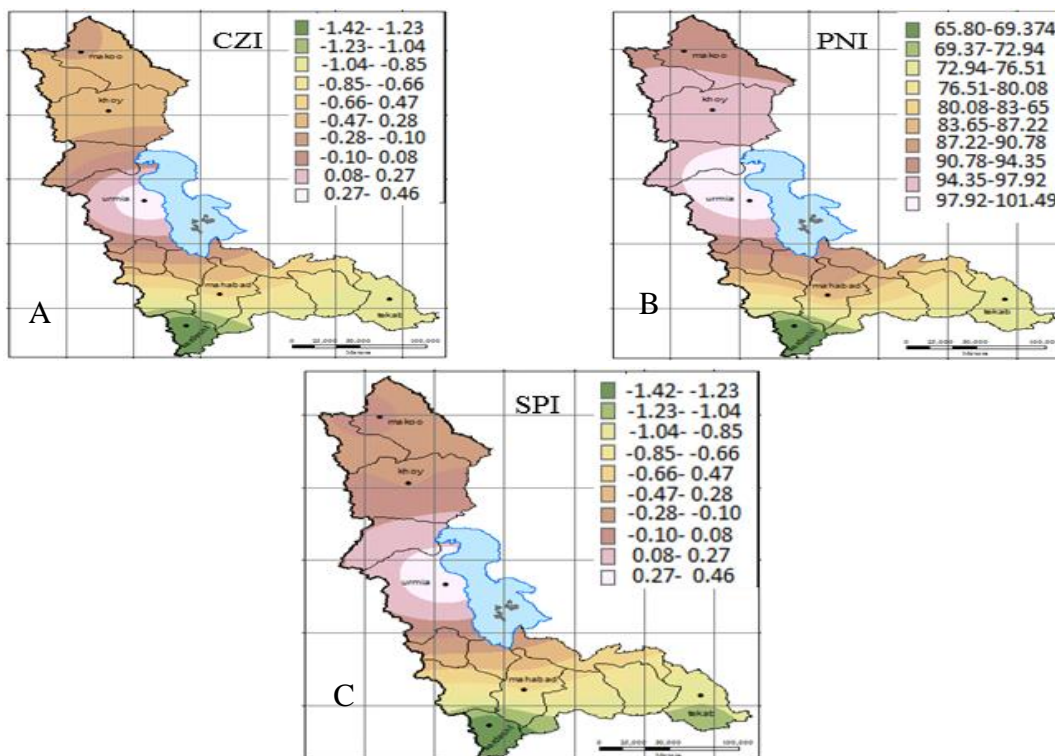 CZI
-1.42- -1.23
-1.23- -1.04
-1.04- -0.85
-0.85- -0.66
-0.66- 0.47
-0.47- 0.28
-0.28- -0.10
-0.10- 0.08
0.08- 0.27
0.27- 0.46
makoo
khoy
urmia
mahabad
tekab
A
PNI
65.80-69.374
69.37-72.94
72.94-76.51
76.51-80.08
80.08-83-65
83.65-87.22
87.22-90.78
90.78-94.35
94.35-97.92
97.92-101.49
makoo
khoy
urmia
mahabad
tekab
B
SPI
-1.42- -1.23
-1.23- -1.04
-1.04- -0.85
-0.85- -0.66
-0.66- 0.47
-0.47- 0.28
-0.28- -0.10
-0.10- 0.08
0.08- 0.27
0.27- 0.46
makoo
khoy
urmia
mahabad
tekab
C